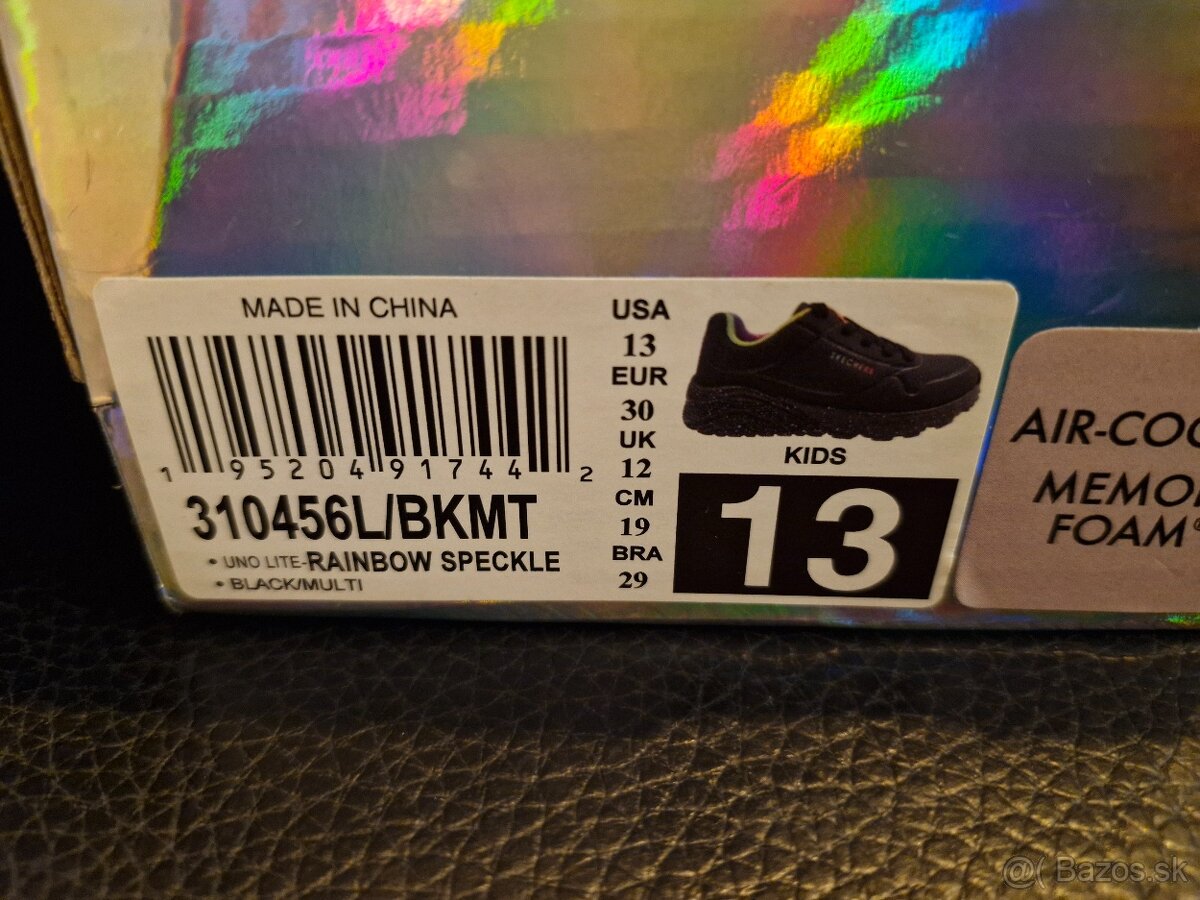 MADE IN CHINA
1 95204 91744 2
310456L/BKMT
• UNO LITE-RAINBOW SPECKLE
• BLACK/MULTI
USA
13
EUR
30
UK
12
CM
19
BRA
29
SKECHERS
KIDS
13
AIR-COO
MEMO
FOAM®
@( Bazos.sk